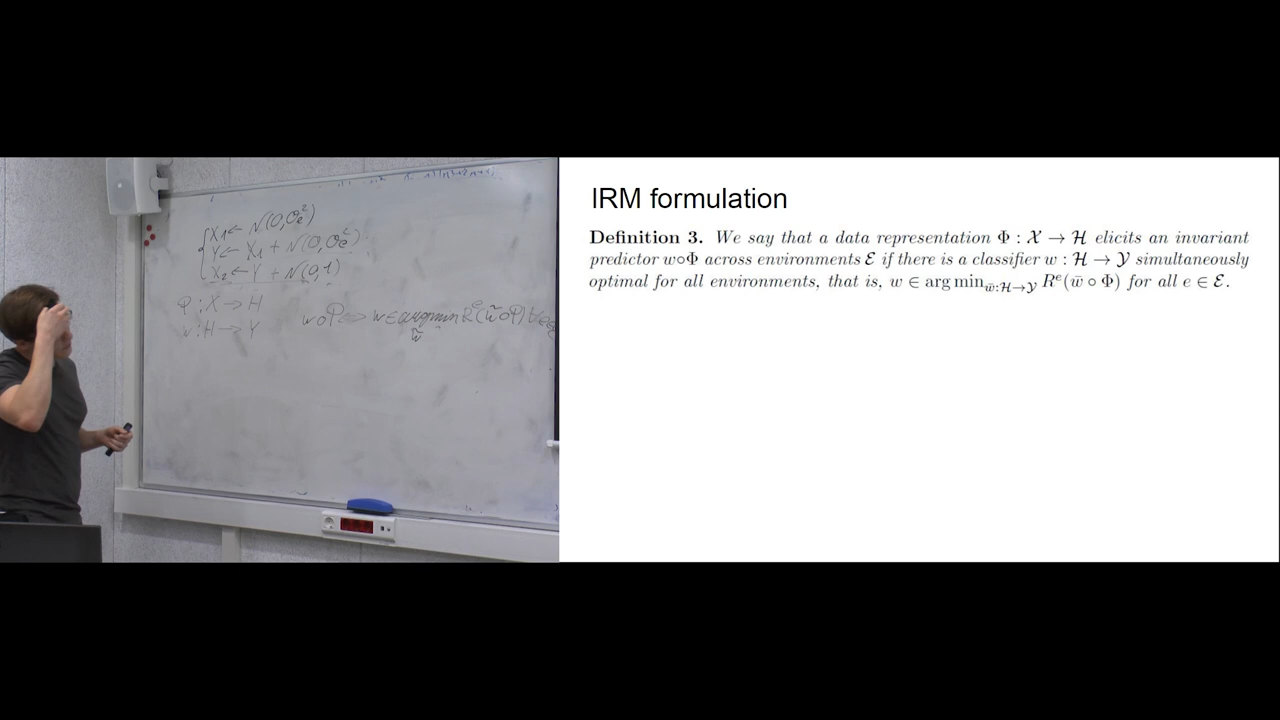 X1 ← N(0, σe²)
Y ← X1 + N(0, σe²)
X2 ← Y + N(0,1)
φ : X → H
w : H → Y
w∘φ ⇔ w ∈ argmin R^e(w̃∘φ) ∀e∈
w̃
IRM formulation
Definition 3. We say that a data representation Φ : 𝒳 → ℋ elicits an invariant
predictor w∘Φ across environments ℰ if there is a classifier w : ℋ → 𝒴 simultaneously
optimal for all environments, that is, w ∈ arg min_{w̄:ℋ→𝒴} R^e(w̄ ∘ Φ) for all e ∈ ℰ.